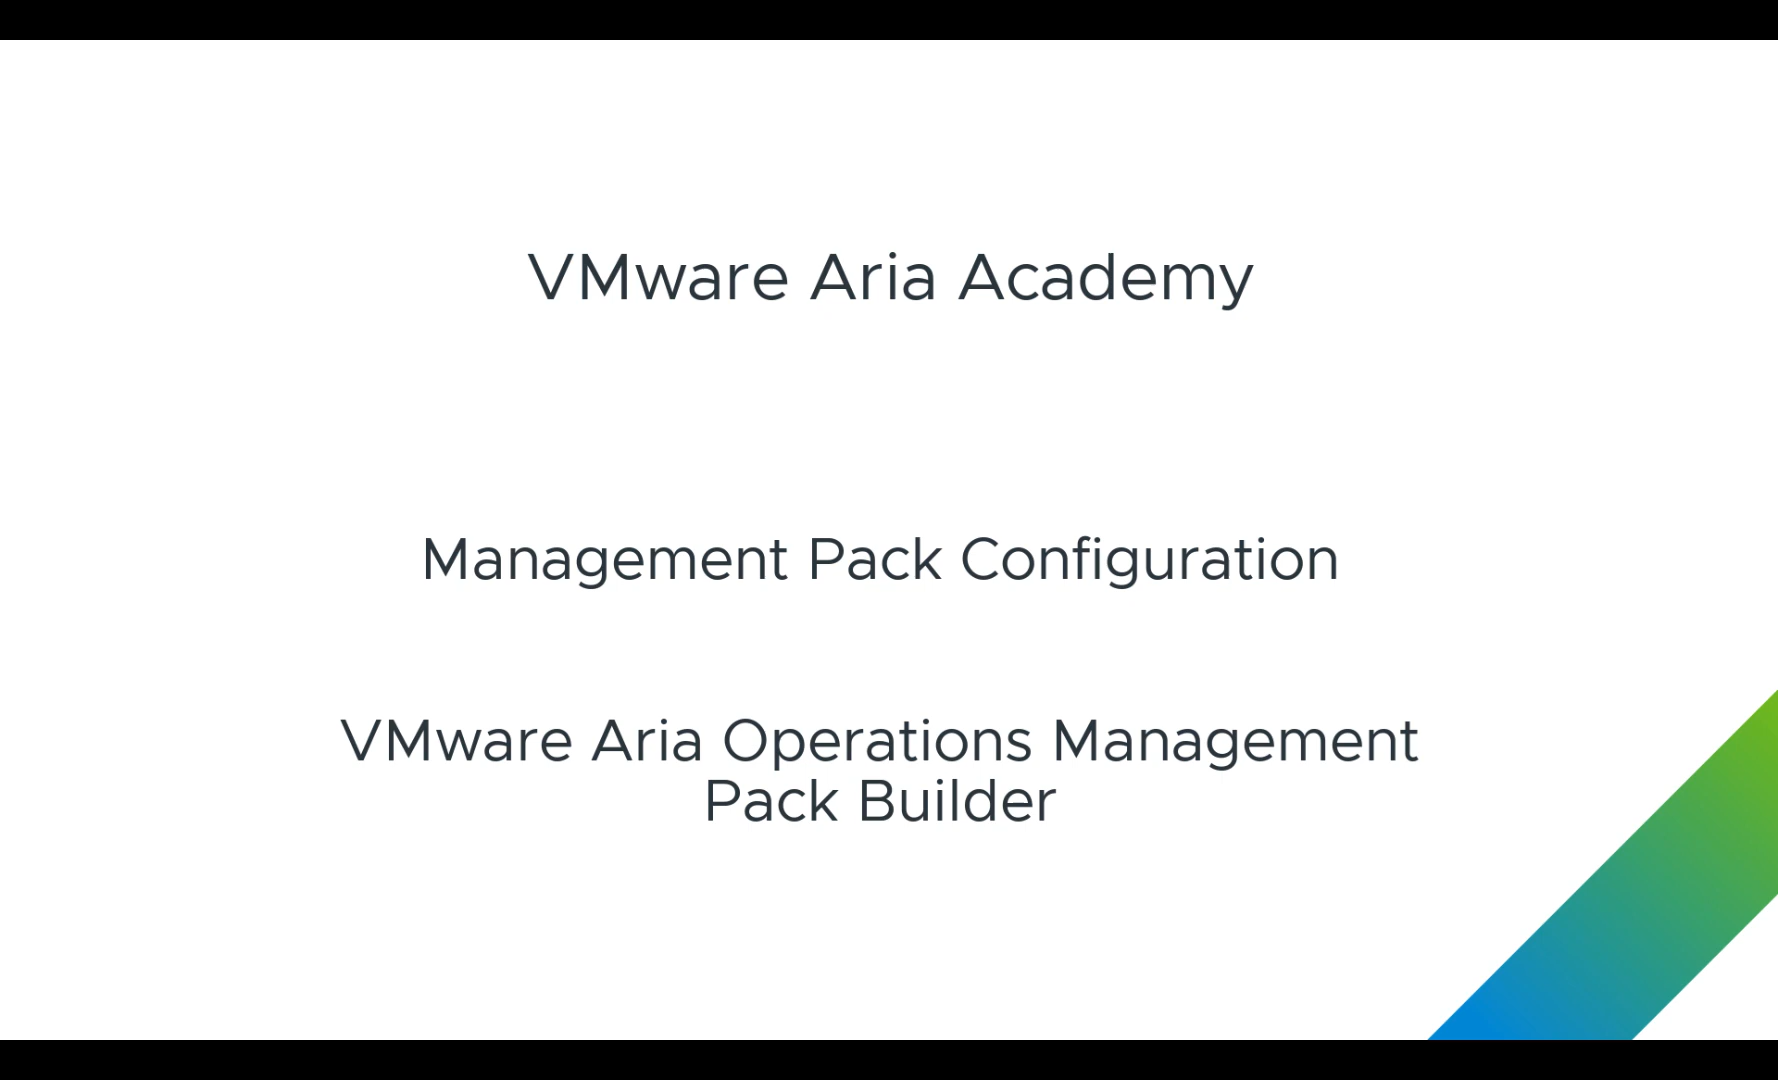 VMware Aria Academy
Management Pack Configuration
VMware Aria Operations Management
Pack Builder